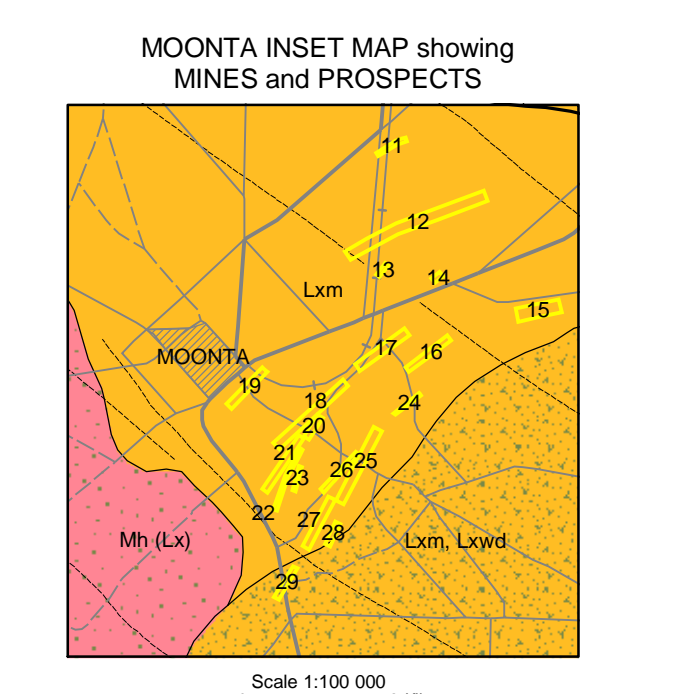 MOONTA INSET MAP showing
MINES and PROSPECTS
11
12
13
14
Lxm
15
17
16
MOONTA
19
18
24
20
21
25
26
23
22
27
28
Mh (Lx)
Lxm, Lxwd
29
Scale 1:100 000